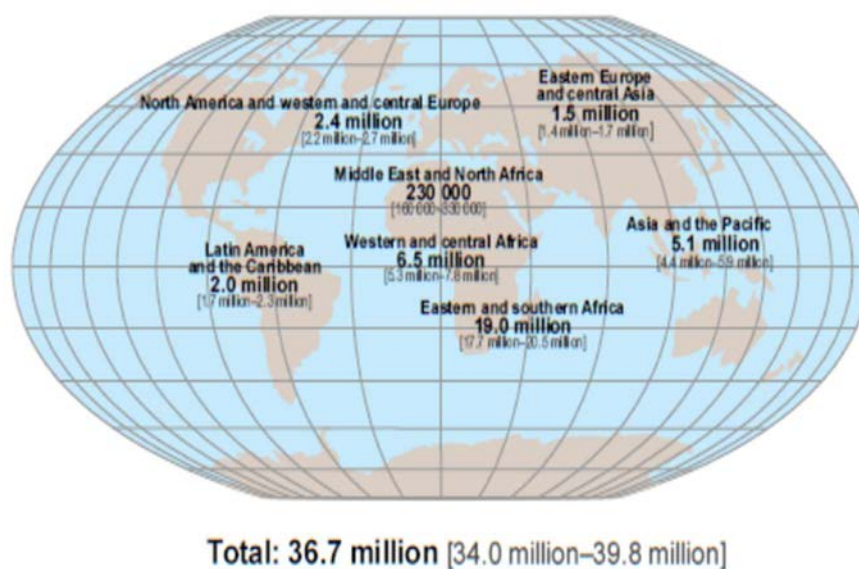 Eastern Europe
and central Asia
1.5 million
[1.4 million–1.7 million]
North America and western and central Europe
2.4 million
[2.2 million–2.7 million]
Middle East and North Africa
230 000
[160 000–330 000]
Asia and the Pacific
5.1 million
[4.4 million–5.9 million]
Western and central Africa
6.5 million
[5.3 million–7.8 million]
Latin America
and the Caribbean
2.0 million
[1.7 million–2.3 million]
Eastern and southern Africa
19.0 million
[17.7 million–20.5 million]
Total: 36.7 million [34.0 million–39.8 million]